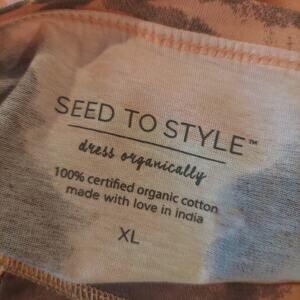 SEED TO STYLE™
dress organically
100% certified organic cotton
made with love in india
XL